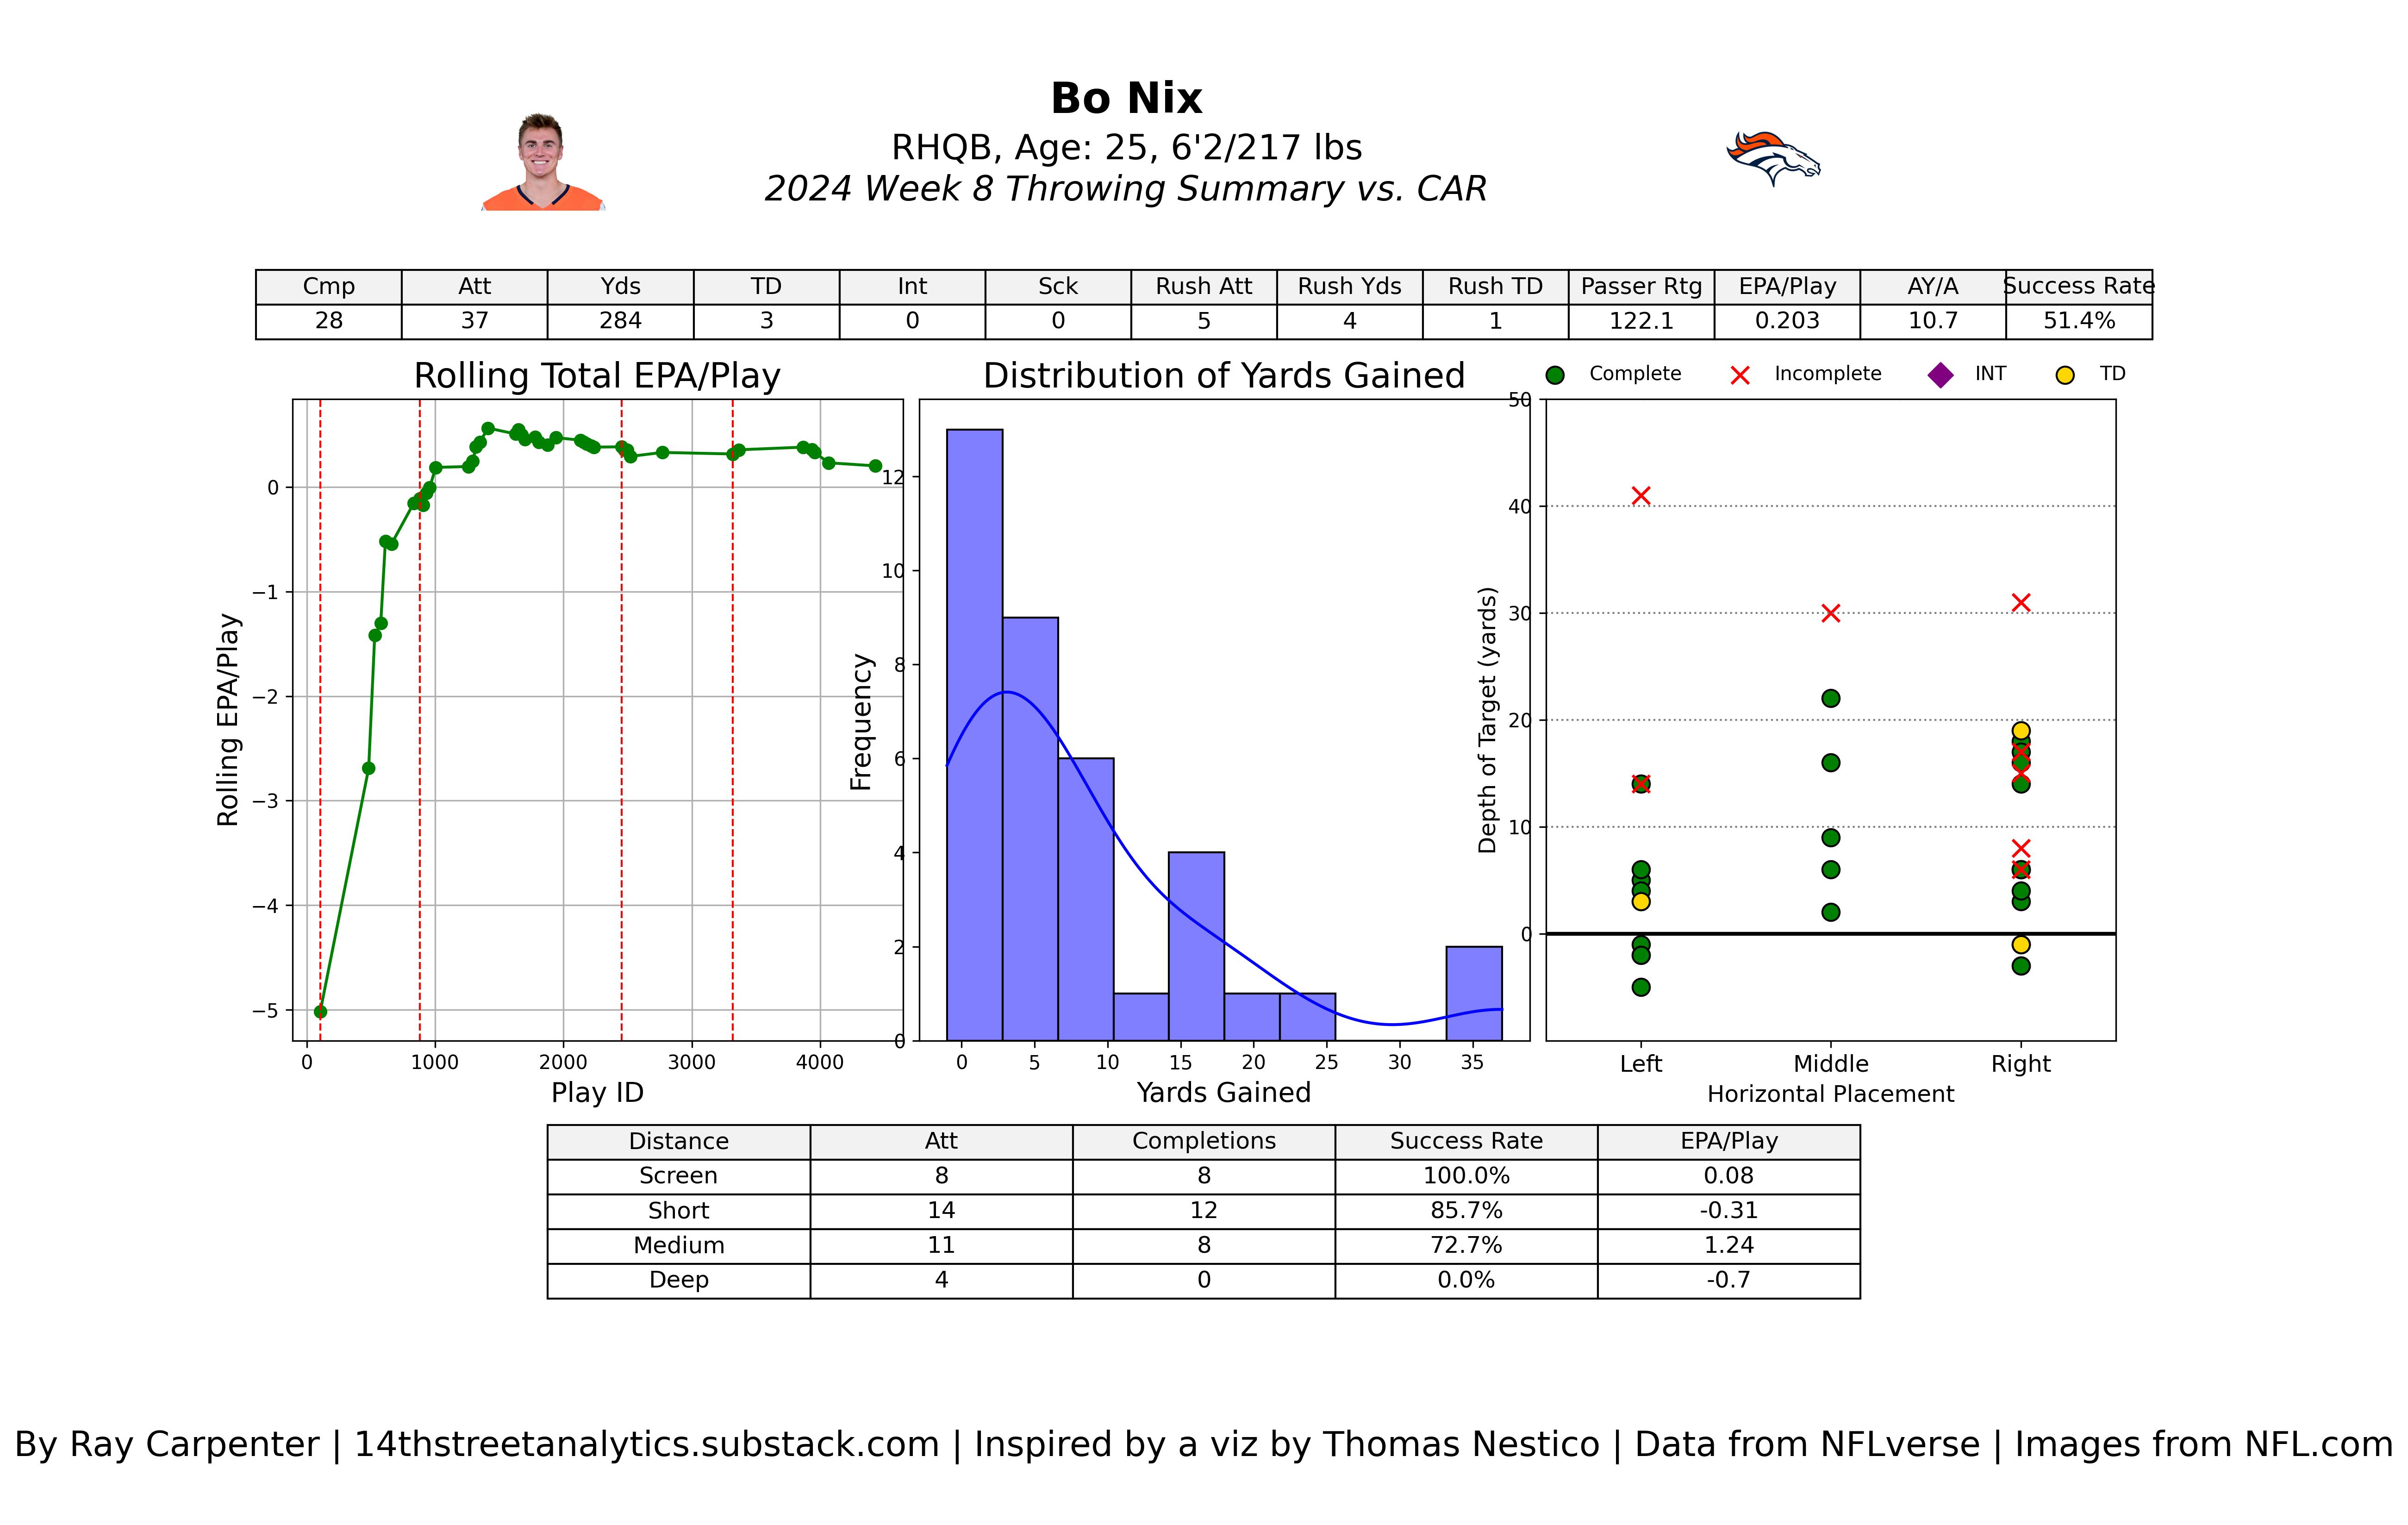 Bo Nix
RHQB, Age: 25, 6'2/217 lbs
2024 Week 8 Throwing Summary vs. CAR
Cmp Att Yds TD Int Sck Rush Att Rush Yds Rush TD Passer Rtg EPA/Play AY/A Success Rate
28 37 284 3 0 0 5 4 1 122.1 0.203 10.7 51.4%
Rolling Total EPA/Play
Rolling EPA/Play
0
−1
−2
−3
−4
−5
0 1000 2000 3000 4000
Play ID
Distribution of Yards Gained
Frequency
12
10
8
6
4
2
0
0 5 10 15 20 25 30 35
Yards Gained
Complete Incomplete INT TD
Depth of Target (yards)
50
40
30
20
10
0
Left Middle Right
Horizontal Placement
Distance Att Completions Success Rate EPA/Play
Screen 8 8 100.0% 0.08
Short 14 12 85.7% -0.31
Medium 11 8 72.7% 1.24
Deep 4 0 0.0% -0.7
By Ray Carpenter | 14thstreetanalytics.substack.com | Inspired by a viz by Thomas Nestico | Data from NFLverse | Images from NFL.com